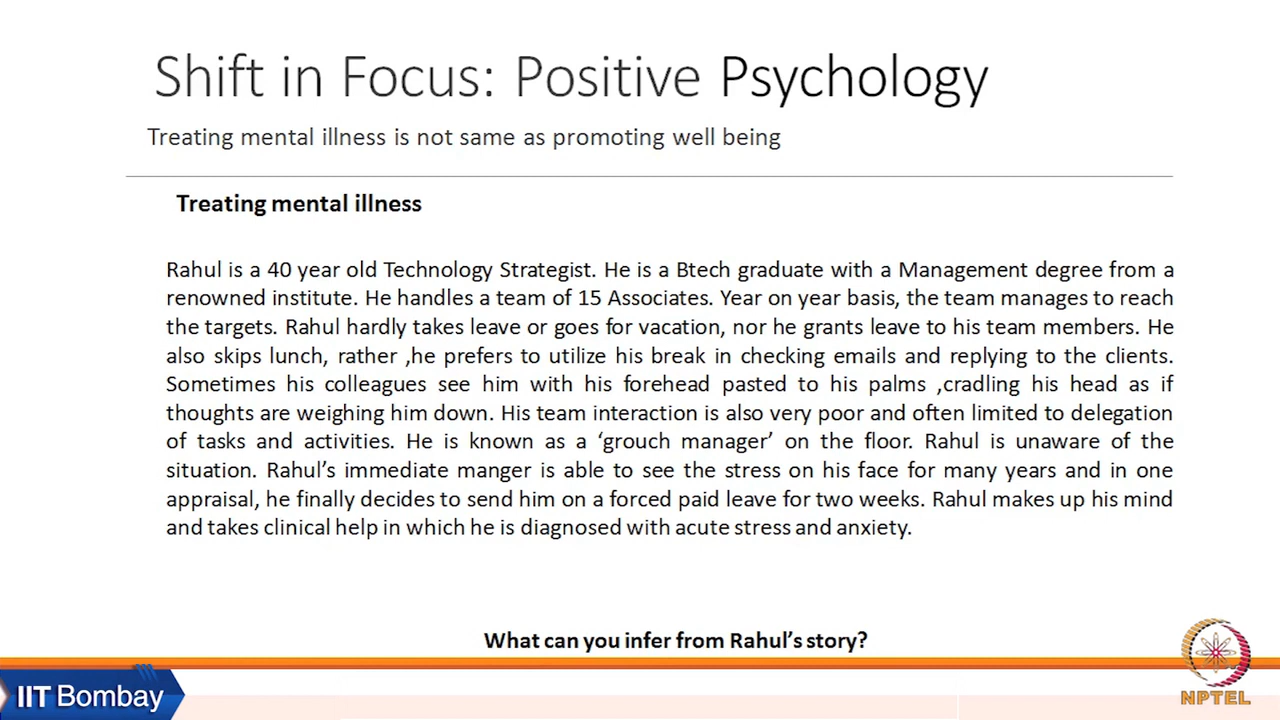 Shift in Focus: Positive Psychology
Treating mental illness is not same as promoting well being
Treating mental illness
Rahul is a 40 year old Technology Strategist. He is a Btech graduate with a Management degree from a
renowned institute. He handles a team of 15 Associates. Year on year basis, the team manages to reach
the targets. Rahul hardly takes leave or goes for vacation, nor he grants leave to his team members. He
also skips lunch, rather ,he prefers to utilize his break in checking emails and replying to the clients.
Sometimes his colleagues see him with his forehead pasted to his palms ,cradling his head as if
thoughts are weighing him down. His team interaction is also very poor and often limited to delegation
of tasks and activities. He is known as a ‘grouch manager’ on the floor. Rahul is unaware of the
situation. Rahul’s immediate manger is able to see the stress on his face for many years and in one
appraisal, he finally decides to send him on a forced paid leave for two weeks. Rahul makes up his mind
and takes clinical help in which he is diagnosed with acute stress and anxiety.
What can you infer from Rahul’s story?
IIT Bombay
NPTEL